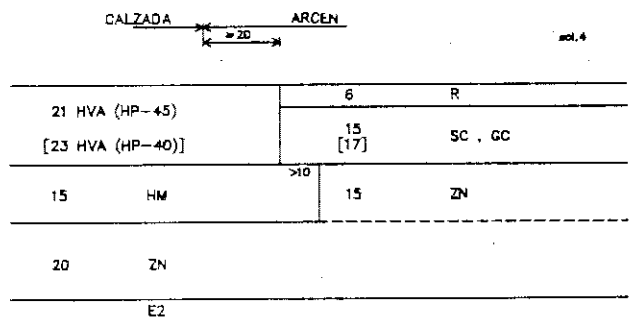 CALZADA ARCEN
≈ 20
sol.4
6 R
21 HVA (HP-45)
15 SC , GC
[23 HVA (HP-40)] [17]
>10
15 HM 15 ZN
20 ZN
E2